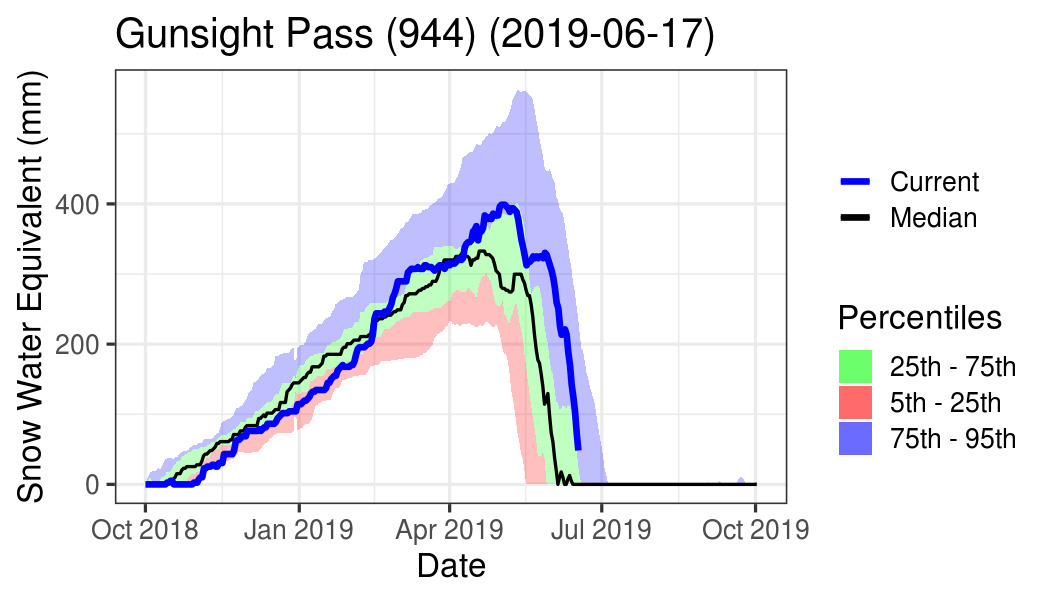 Gunsight Pass (944) (2019-06-17)
Snow Water Equivalent (mm)
400
200
0
Oct 2018
Jan 2019
Apr 2019
Jul 2019
Oct 2019
Date
Current
Median
Percentiles
25th - 75th
5th - 25th
75th - 95th